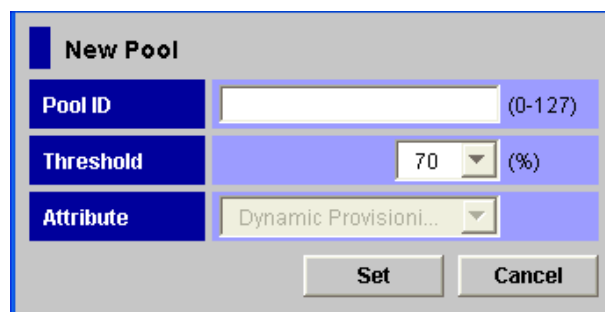 New Pool
Pool ID (0-127)
Threshold 70 (%)
Attribute Dynamic Provisioni...
Set Cancel